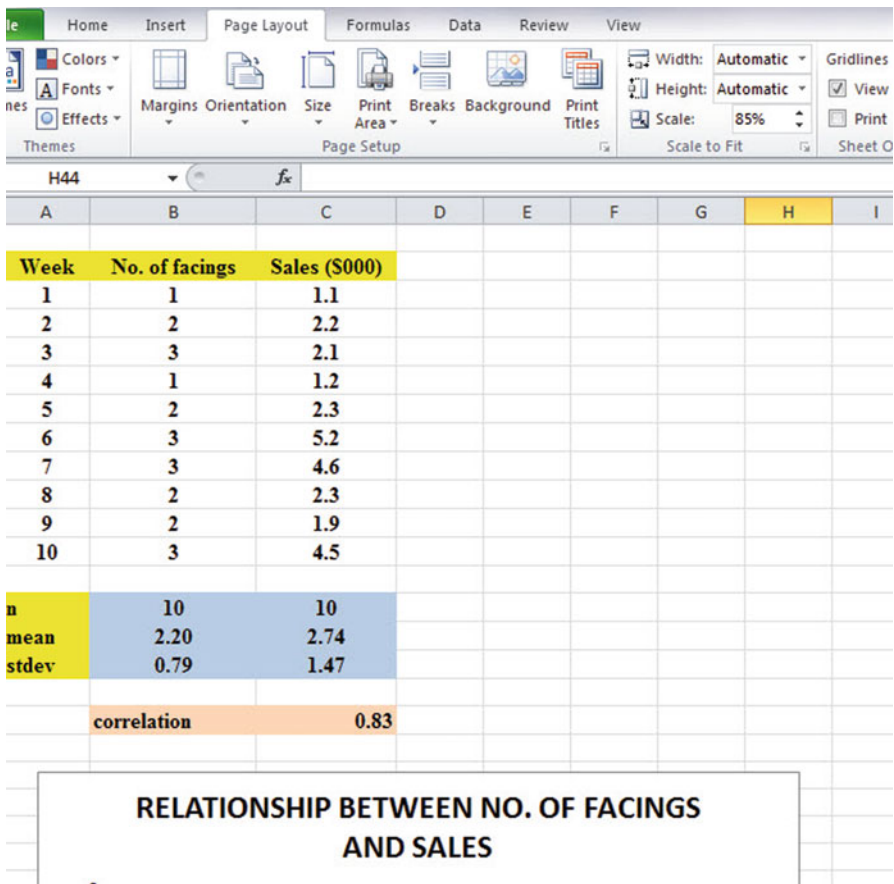 le Home Insert Page Layout Formulas Data Review View
Colors Width: Automatic Gridlines
A Fonts Height: Automatic View
mes Effects Margins Orientation Size Print Area Breaks Background Print Titles Scale: 85% Print
Themes Page Setup Scale to Fit Sheet O
H44 fx
A B C D E F G H I
Week No. of facings Sales ($000)
1 1 1.1
2 2 2.2
3 3 2.1
4 1 1.2
5 2 2.3
6 3 5.2
7 3 4.6
8 2 2.3
9 2 1.9
10 3 4.5
n 10 10
mean 2.20 2.74
stdev 0.79 1.47
correlation 0.83
RELATIONSHIP BETWEEN NO. OF FACINGS
AND SALES